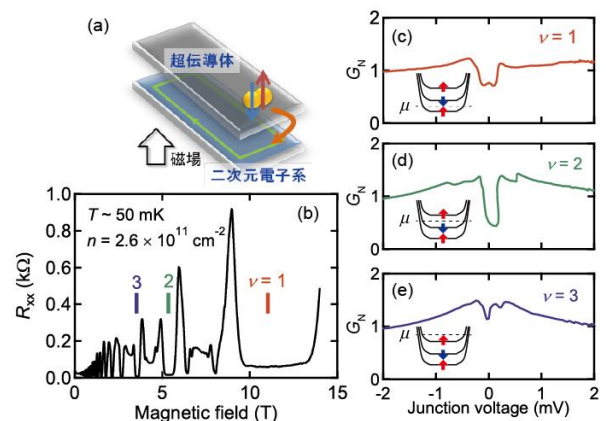 (a)
超伝導体
磁場
二次元電子系
(b)
T ~ 50 mK
n = 2.6 × 10¹¹ cm⁻²
3
2
ν = 1
Rxx (kΩ)
1.0
0.8
0.6
0.4
0.2
0.0
0
5
10
15
Magnetic field (T)
(c)
ν = 1
G_N
2
1
0
μ
(d)
ν = 2
G_N
2
1
0
μ
(e)
ν = 3
G_N
2
1
0
μ
-2
-1
0
1
2
Junction voltage (mV)